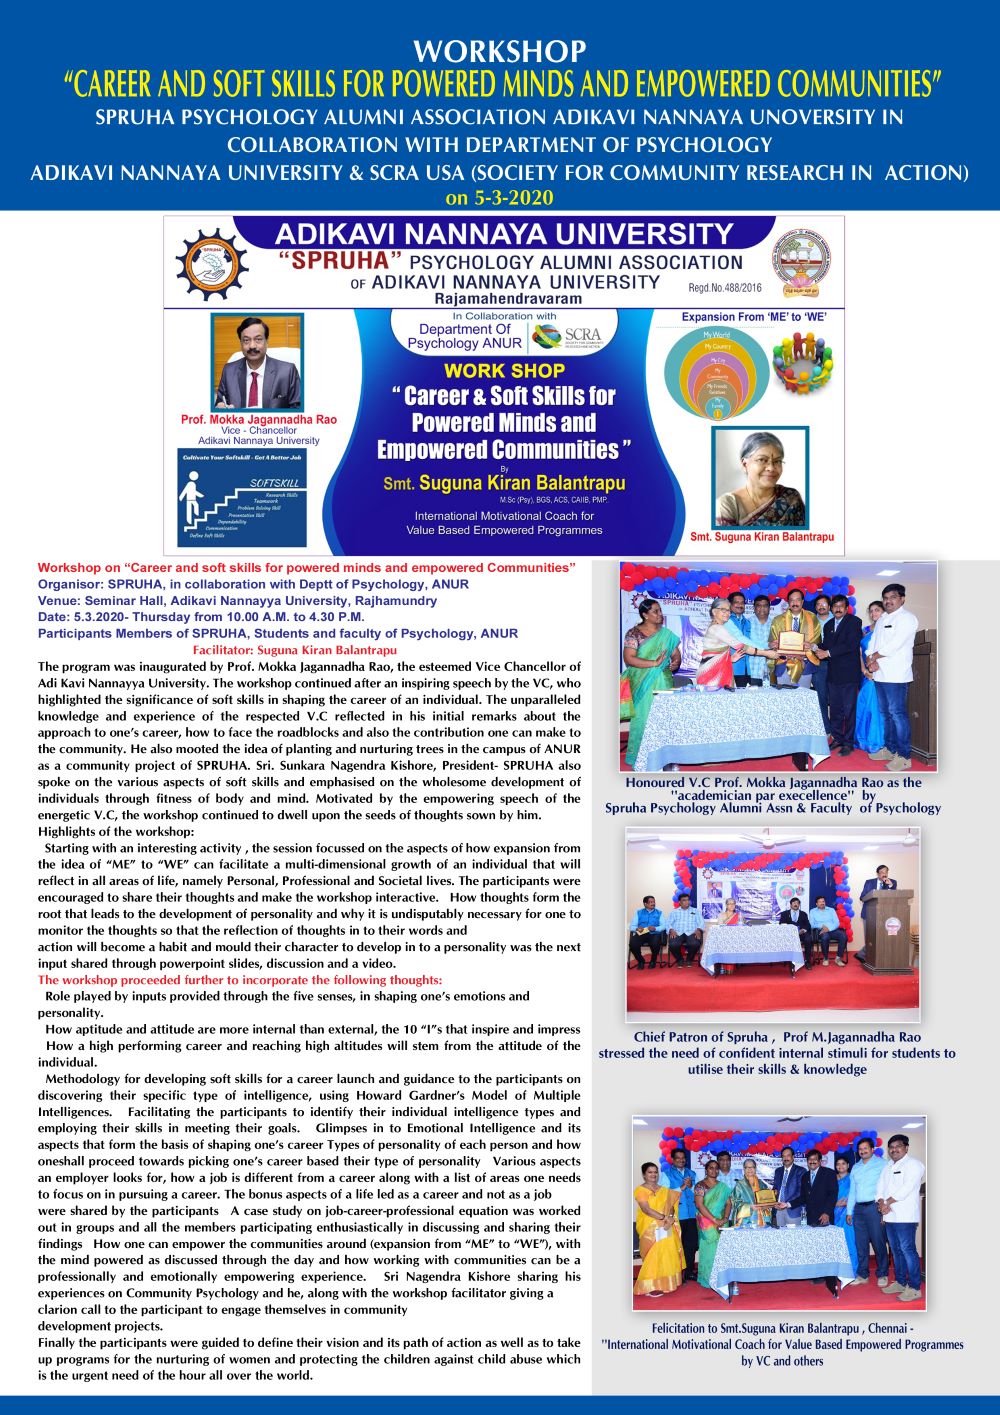 WORKSHOP
“CAREER AND SOFT SKILLS FOR POWERED MINDS AND EMPOWERED COMMUNITIES”
SPRUHA PSYCHOLOGY ALUMNI ASSOCIATION ADIKAVI NANNAYA UNOVERSITY IN
COLLABORATION WITH DEPARTMENT OF PSYCHOLOGY
ADIKAVI NANNAYA UNIVERSITY & SCRA USA (SOCIETY FOR COMMUNITY RESEARCH IN ACTION)
on 5-3-2020
ADIKAVI NANNAYA UNIVERSITY
“SPRUHA” PSYCHOLOGY ALUMNI ASSOCIATION
OF ADIKAVI NANNAYA UNIVERSITY
Regd.No.488/2016
Rajamahendravaram
In Collaboration with
Department Of
Psychology ANUR
SCRA
WORK SHOP
“ Career & Soft Skills for
Powered Minds and
Empowered Communities ”
By
Smt. Suguna Kiran Balantrapu
M.Sc (Psy), BGS, ACS, CAIIB, PMP.
International Motivational Coach for
Value Based Empowered Programmes
Prof. Mokka Jagannadha Rao
Vice - Chancellor
Adikavi Nannaya University
Cultivate Your Softskill - Get A Better Job
SOFTSKILL
Research Skills
Teamwork
Problem Solving Skill
Presentation Skill
Dependability
Communication
Define Soft Skills
Expansion From ‘ME’ to ‘WE’
My World
My Country
My City
My
Community
My Friends
Relatives
My
Family
I
Smt. Suguna Kiran Balantrapu
Workshop on “Career and soft skills for powered minds and empowered Communities”
Organisor: SPRUHA, in collaboration with Deptt of Psychology, ANUR
Venue: Seminar Hall, Adikavi Nannayya University, Rajhamundry
Date: 5.3.2020- Thursday from 10.00 A.M. to 4.30 P.M.
Participants Members of SPRUHA, Students and faculty of Psychology, ANUR
Facilitator: Suguna Kiran Balantrapu
The program was inaugurated by Prof. Mokka Jagannadha Rao, the esteemed Vice Chancellor of
Adi Kavi Nannayya University. The workshop continued after an inspiring speech by the VC, who
highlighted the significance of soft skills in shaping the career of an individual. The unparalleled
knowledge and experience of the respected V.C reflected in his initial remarks about the
approach to one’s career, how to face the roadblocks and also the contribution one can make to
the community. He also mooted the idea of planting and nurturing trees in the campus of ANUR
as a community project of SPRUHA. Sri. Sunkara Nagendra Kishore, President- SPRUHA also
spoke on the various aspects of soft skills and emphasised on the wholesome development of
individuals through fitness of body and mind. Motivated by the empowering speech of the
energetic V.C, the workshop continued to dwell upon the seeds of thoughts sown by him.
Highlights of the workshop:
Starting with an interesting activity , the session focussed on the aspects of how expansion from
the idea of “ME” to “WE” can facilitate a multi-dimensional growth of an individual that will
reflect in all areas of life, namely Personal, Professional and Societal lives. The participants were
encouraged to share their thoughts and make the workshop interactive. How thoughts form the
root that leads to the development of personality and why it is undisputably necessary for one to
monitor the thoughts so that the reflection of thoughts in to their words and
action will become a habit and mould their character to develop in to a personality was the next
input shared through powerpoint slides, discussion and a video.
The workshop proceeded further to incorporate the following thoughts:
Role played by inputs provided through the five senses, in shaping one’s emotions and
personality.
How aptitude and attitude are more internal than external, the 10 “I”s that inspire and impress
How a high performing career and reaching high altitudes will stem from the attitude of the
individual.
Methodology for developing soft skills for a career launch and guidance to the participants on
discovering their specific type of intelligence, using Howard Gardner’s Model of Multiple
Intelligences. Facilitating the participants to identify their individual intelligence types and
employing their skills in meeting their goals. Glimpses in to Emotional Intelligence and its
aspects that form the basis of shaping one’s career Types of personality of each person and how
oneshall proceed towards picking one’s career based their type of personality Various aspects
an employer looks for, how a job is different from a career along with a list of areas one needs
to focus on in pursuing a career. The bonus aspects of a life led as a career and not as a job
were shared by the participants A case study on job-career-professional equation was worked
out in groups and all the members participating enthusiastically in discussing and sharing their
findings How one can empower the communities around (expansion from “ME” to “WE”), with
the mind powered as discussed through the day and how working with communities can be a
professionally and emotionally empowering experience. Sri Nagendra Kishore sharing his
experiences on Community Psychology and he, along with the workshop facilitator giving a
clarion call to the participant to engage themselves in community
development projects.
Finally the participants were guided to define their vision and its path of action as well as to take
up programs for the nurturing of women and protecting the children against child abuse which
is the urgent need of the hour all over the world.
Honoured V.C Prof. Mokka Jagannadha Rao as the
"academician par execellence" by
Spruha Psychology Alumni Assn & Faculty of Psychology
Chief Patron of Spruha , Prof M.Jagannadha Rao
stressed the need of confident internal stimuli for students to
utilise their skills & knowledge
Felicitation to Smt.Suguna Kiran Balantrapu , Chennai -
"International Motivational Coach for Value Based Empowered Programmes
by VC and others